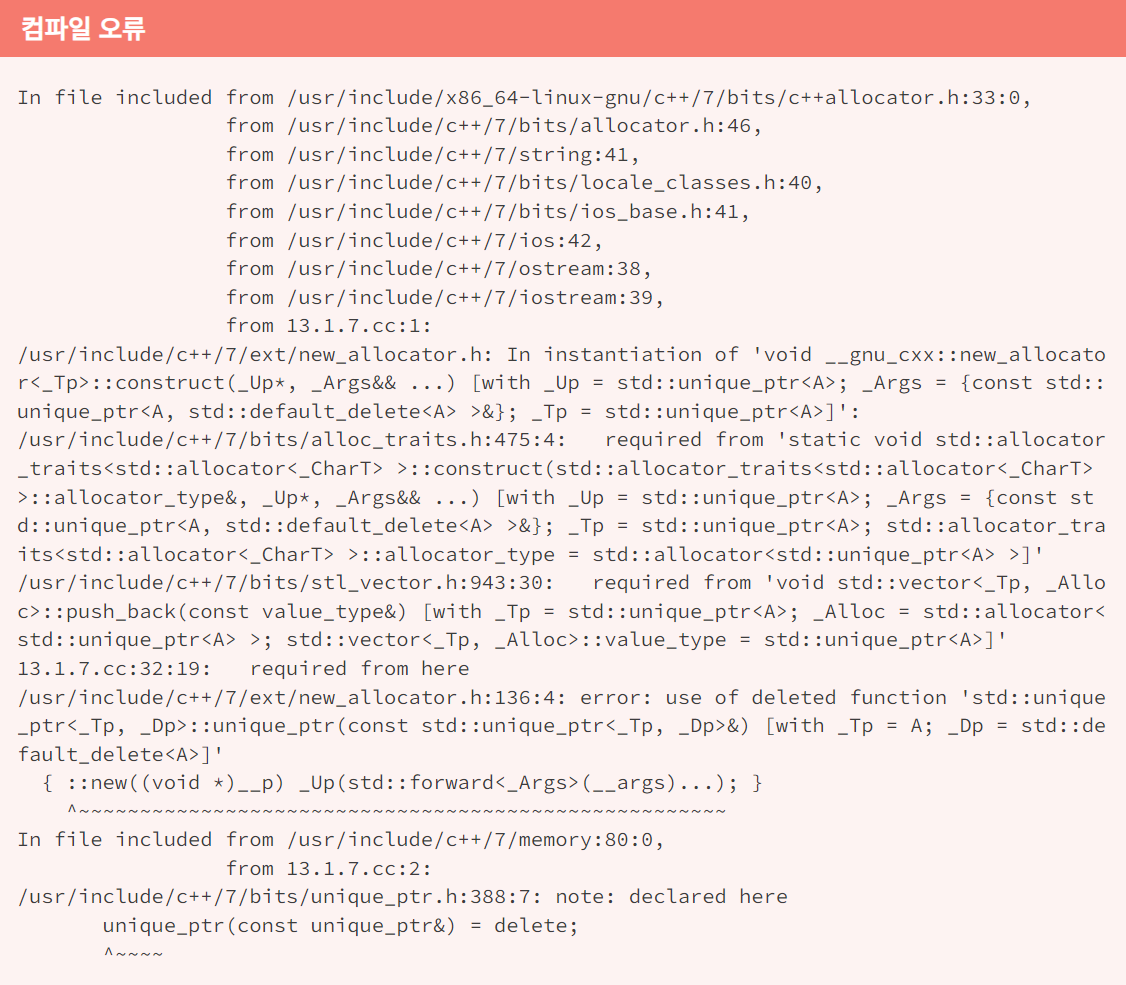 컴파일 오류
In file included from /usr/include/x86_64-linux-gnu/c++/7/bits/c++allocator.h:33:0,
                 from /usr/include/c++/7/bits/allocator.h:46,
                 from /usr/include/c++/7/string:41,
                 from /usr/include/c++/7/bits/locale_classes.h:40,
                 from /usr/include/c++/7/bits/ios_base.h:41,
                 from /usr/include/c++/7/ios:42,
                 from /usr/include/c++/7/ostream:38,
                 from /usr/include/c++/7/iostream:39,
                 from 13.1.7.cc:1:
/usr/include/c++/7/ext/new_allocator.h: In instantiation of 'void __gnu_cxx::new_allocato
r<_Tp>::construct(_Up*, _Args&& ...) [with _Up = std::unique_ptr<A>; _Args = {const std::
unique_ptr<A, std::default_delete<A> >&}; _Tp = std::unique_ptr<A>]':
/usr/include/c++/7/bits/alloc_traits.h:475:4:   required from 'static void std::allocator
_traits<std::allocator<_CharT> >::construct(std::allocator_traits<std::allocator<_CharT>
>::allocator_type&, _Up*, _Args&& ...) [with _Up = std::unique_ptr<A>; _Args = {const st
d::unique_ptr<A, std::default_delete<A> >&}; _Tp = std::unique_ptr<A>; std::allocator_tra
its<std::allocator<_CharT> >::allocator_type = std::allocator<std::unique_ptr<A> >]'
/usr/include/c++/7/bits/stl_vector.h:943:30:   required from 'void std::vector<_Tp, _Allo
c>::push_back(const value_type&) [with _Tp = std::unique_ptr<A>; _Alloc = std::allocator<
std::unique_ptr<A> >; std::vector<_Tp, _Alloc>::value_type = std::unique_ptr<A>]'
13.1.7.cc:32:19:   required from here
/usr/include/c++/7/ext/new_allocator.h:136:4: error: use of deleted function 'std::unique
_ptr<_Tp, _Dp>::unique_ptr(const std::unique_ptr<_Tp, _Dp>&) [with _Tp = A; _Dp = std::de
fault_delete<A>]'
  { ::new((void *)__p) _Up(std::forward<_Args>(__args)...); }
    ^~~~~~~~~~~~~~~~~~~~~~~~~~~~~~~~~~~~~~~~~~~~~~~~~~~~~~
In file included from /usr/include/c++/7/memory:80:0,
                 from 13.1.7.cc:2:
/usr/include/c++/7/bits/unique_ptr.h:388:7: note: declared here
       unique_ptr(const unique_ptr&) = delete;
       ^~~~~